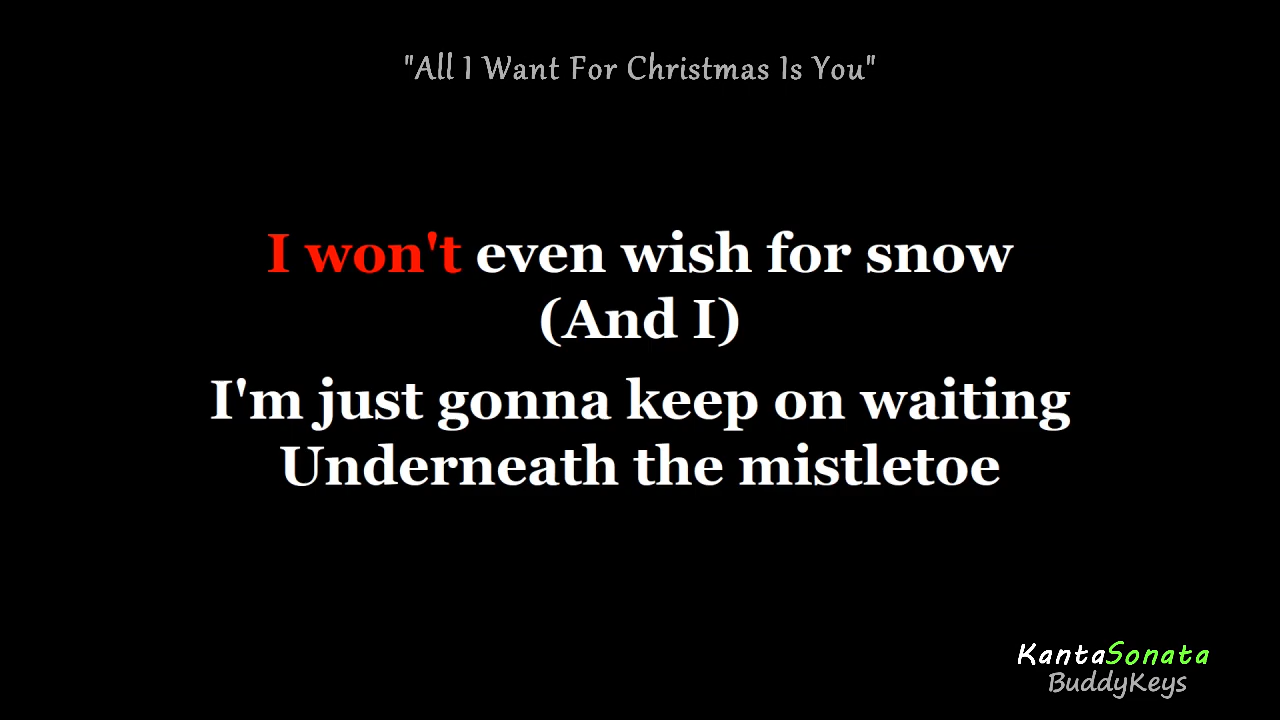 "All I Want For Christmas Is You"
I won't even wish for snow
(And I)
I'm just gonna keep on waiting
Underneath the mistletoe
KantaSonata
BuddyKeys